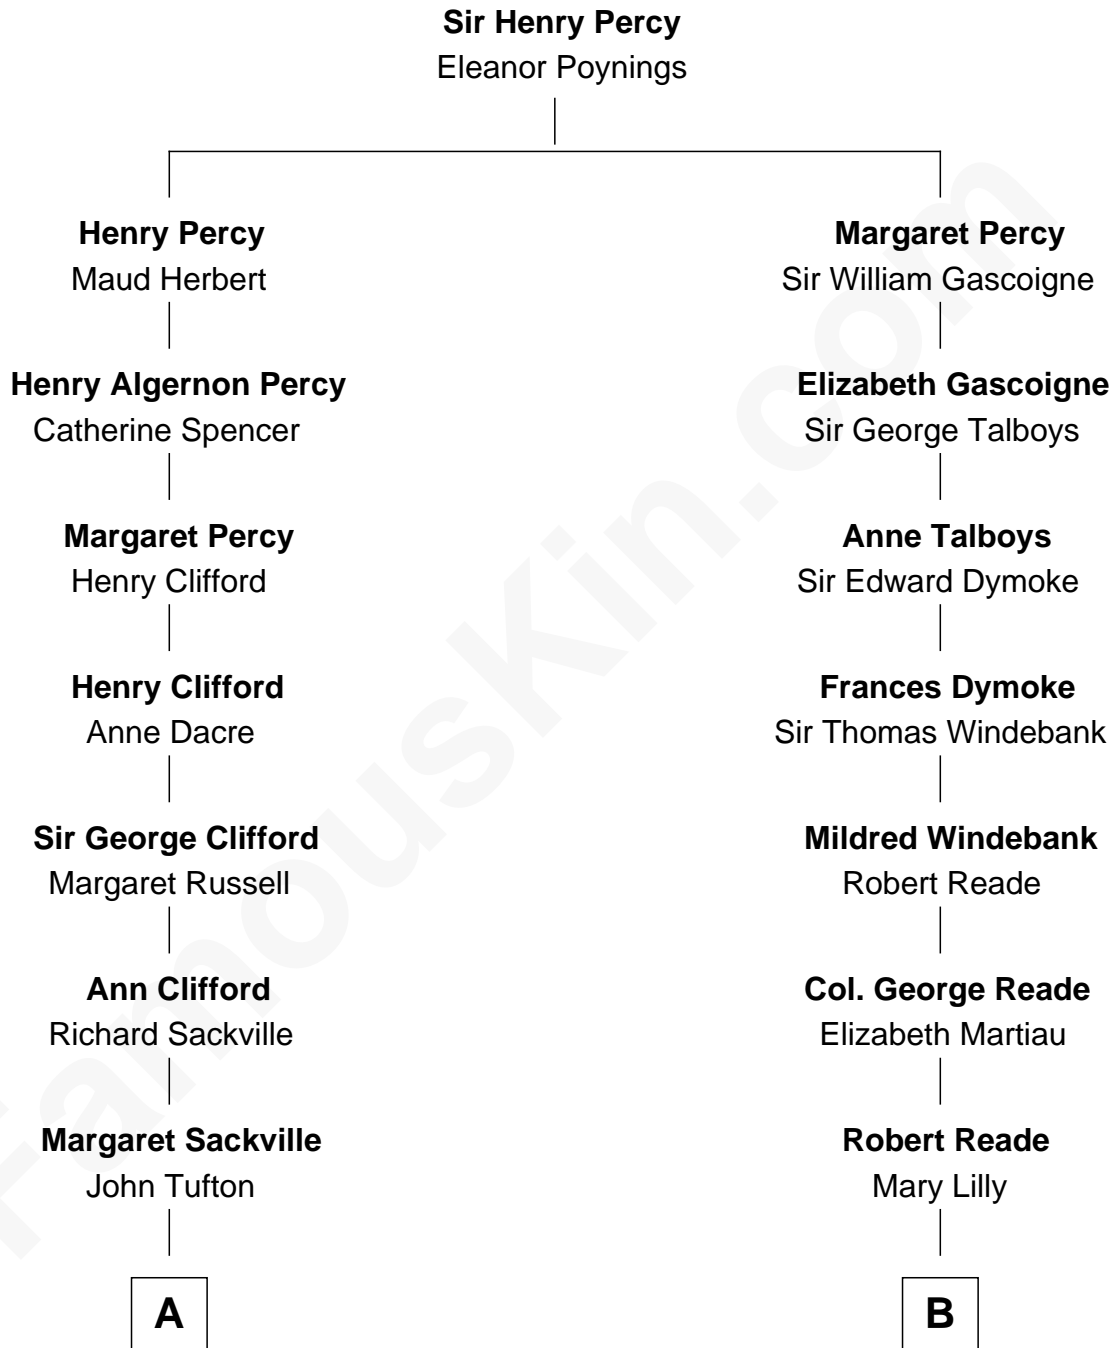 Sir Henry Percy
Eleanor Poynings
Henry Percy
Maud Herbert
Margaret Percy
Sir William Gascoigne
Henry Algernon Percy
Catherine Spencer
Elizabeth Gascoigne
Sir George Talboys
Margaret Percy
Henry Clifford
Anne Talboys
Sir Edward Dymoke
Henry Clifford
Anne Dacre
Frances Dymoke
Sir Thomas Windebank
Sir George Clifford
Margaret Russell
Mildred Windebank
Robert Reade
Ann Clifford
Richard Sackville
Col. George Reade
Elizabeth Martiau
Margaret Sackville
John Tufton
Robert Reade
Mary Lilly
A
B
FamousKin.com